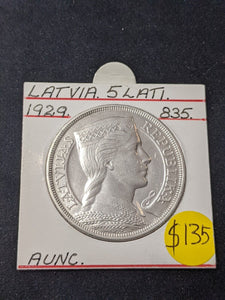 LATVIA. 5 LATI.
1929. 835.
LATVIJAS REPUBLIKA
$135
AUNC.